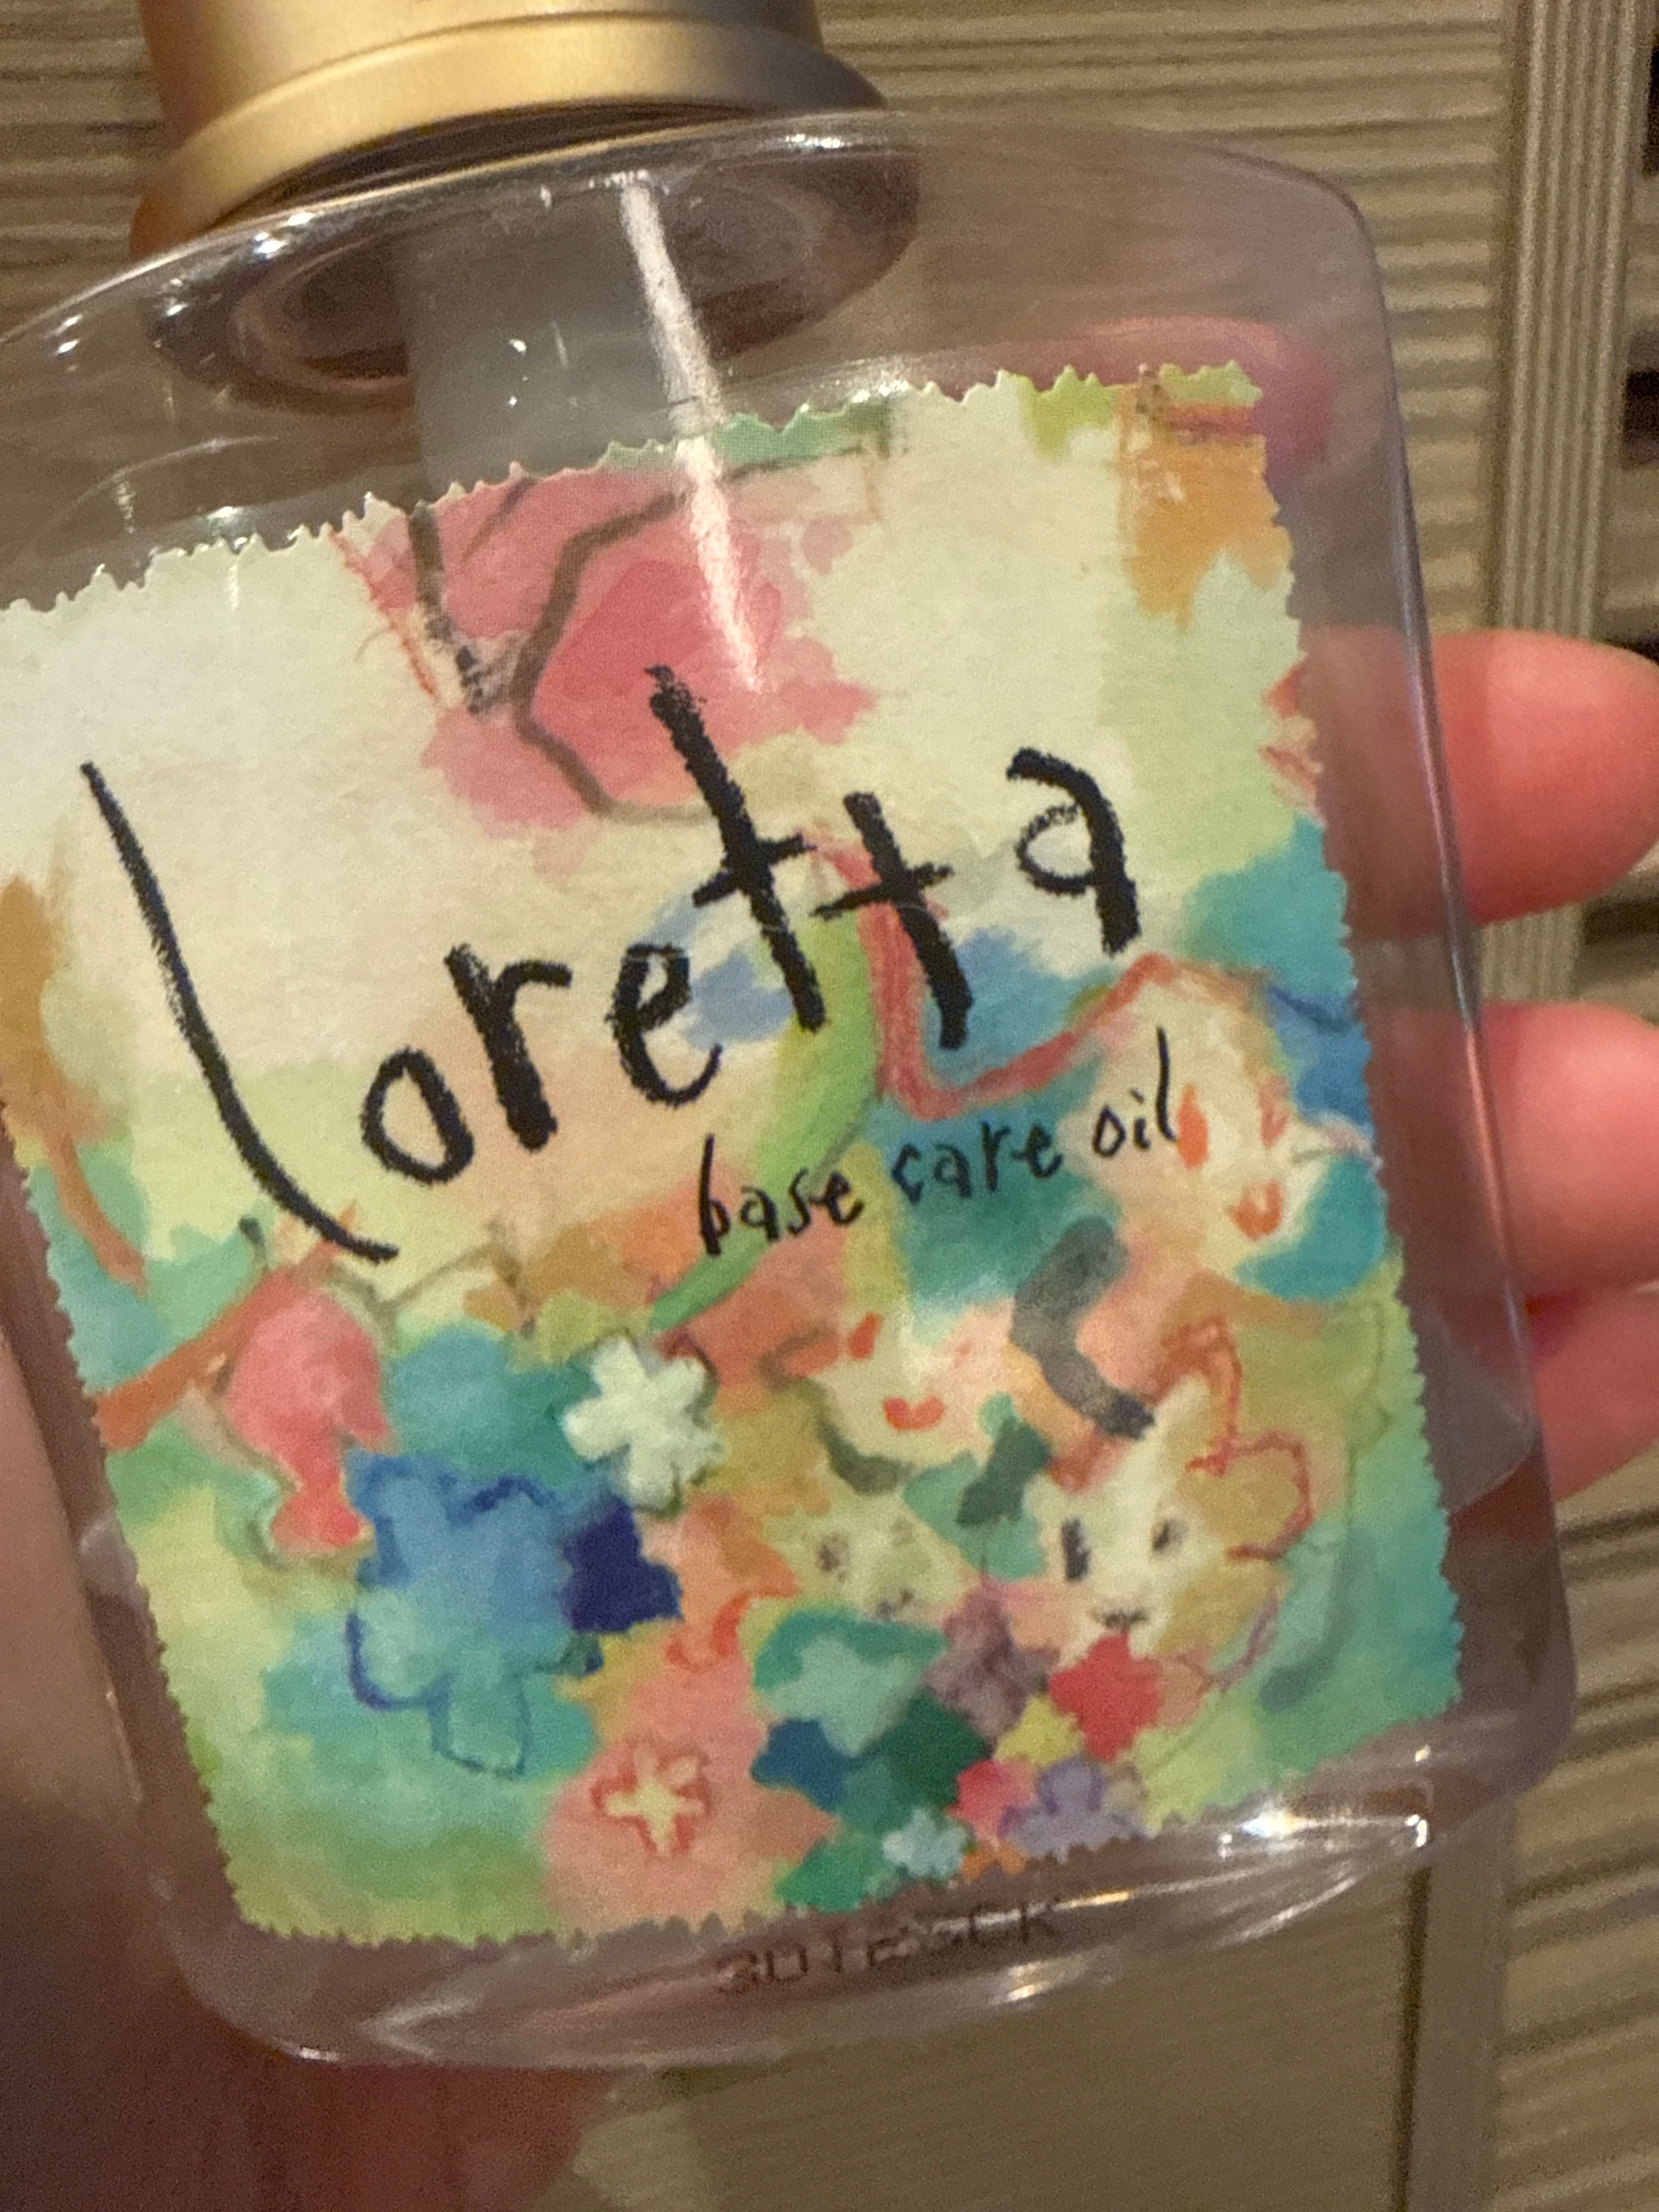 Loretta
base care oil